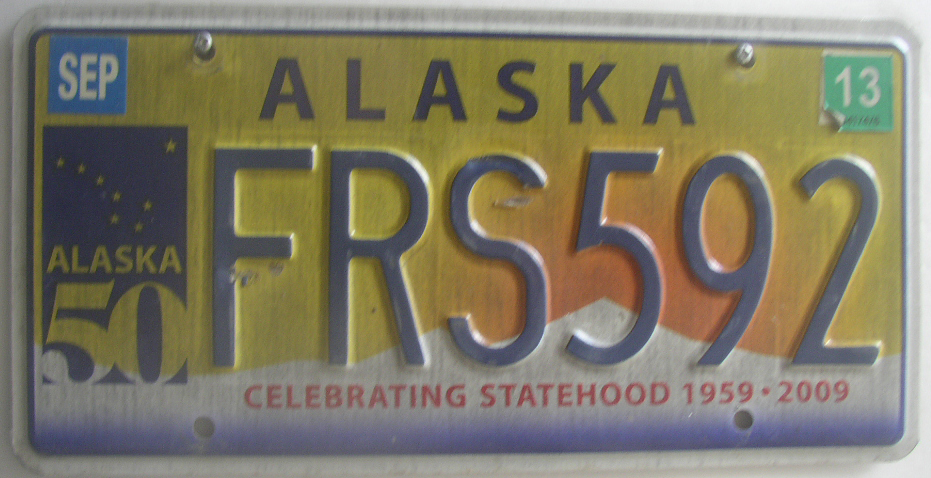 SEP
ALASKA
13
ALASKA
50
FRS592
CELEBRATING STATEHOOD 1959 • 2009